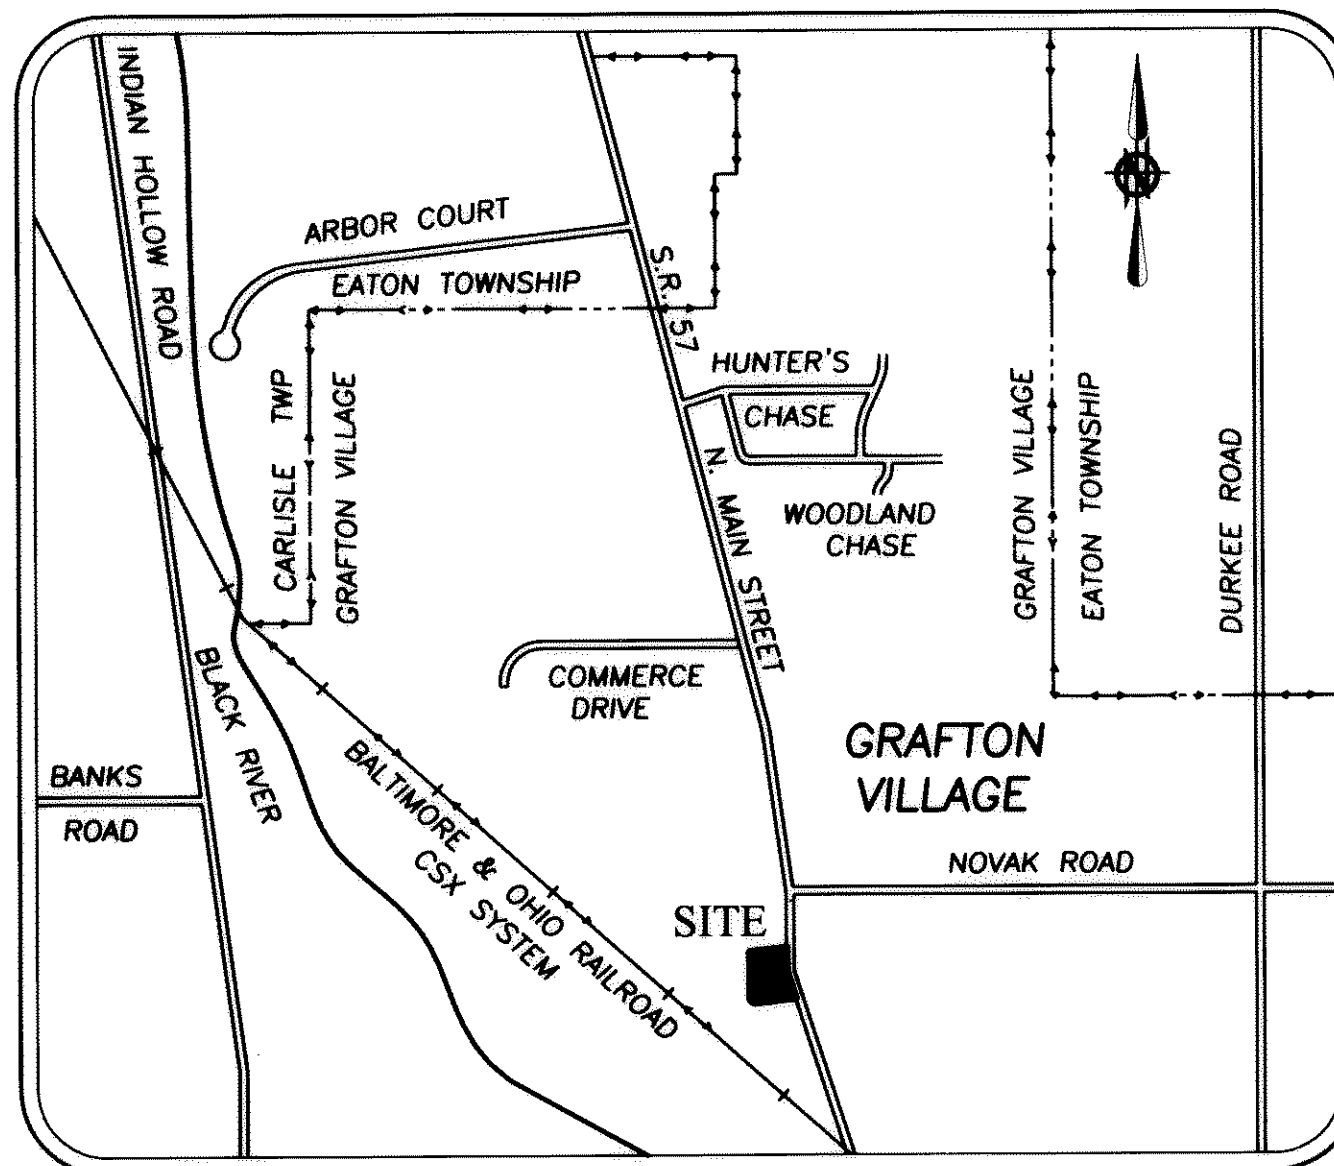 INDIAN HOLLOW ROAD
ARBOR COURT
EATON TOWNSHIP
S.R. 57
HUNTER'S
CHASE
CARLISLE TWP
GRAFTON VILLAGE
N. MAIN STREET
WOODLAND
CHASE
GRAFTON VILLAGE
EATON TOWNSHIP
DURKEE ROAD
COMMERCE
DRIVE
BLACK RIVER
GRAFTON
VILLAGE
BANKS
ROAD
BALTIMORE & OHIO RAILROAD
CSX SYSTEM
NOVAK ROAD
SITE